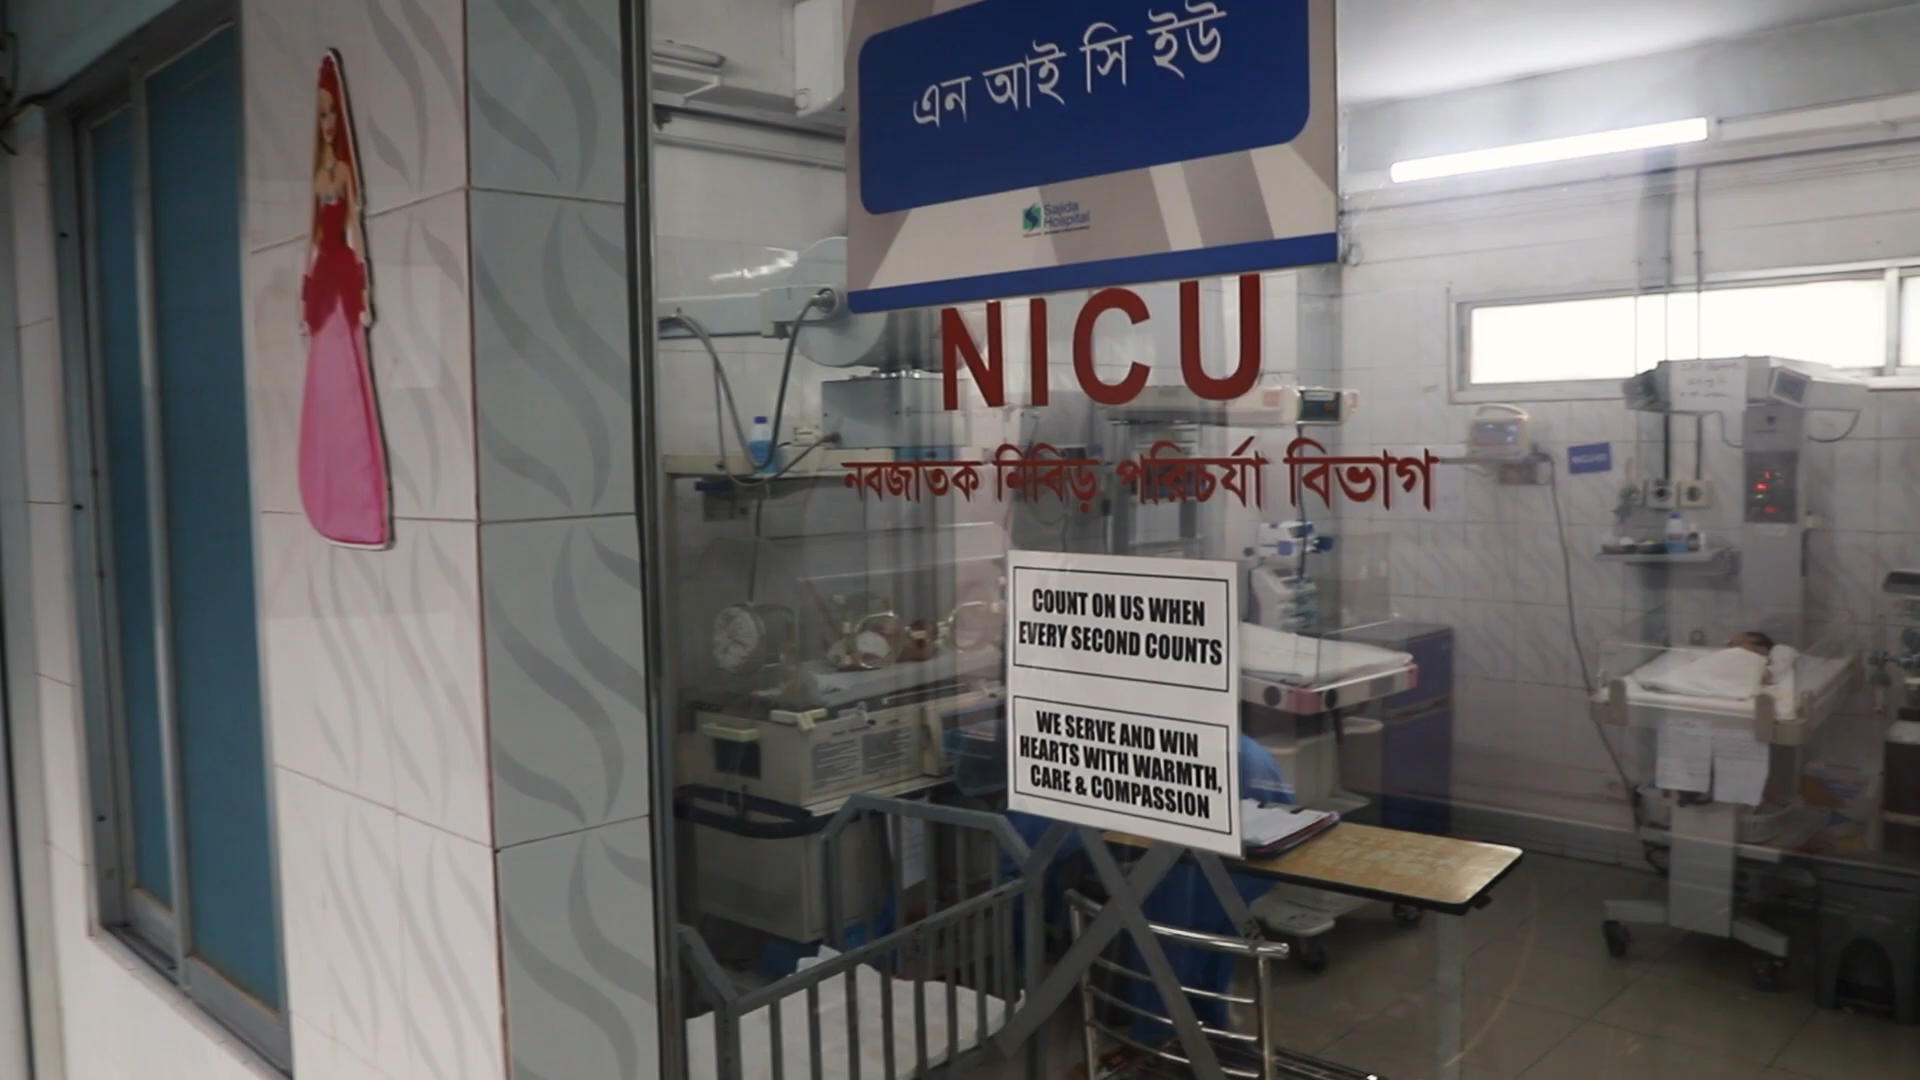 এন আই সি ইউ
Sajida
Hospital
NICU
নবজাতক নিবিড় পরিচর্যা বিভাগ
COUNT ON US WHEN
EVERY SECOND COUNTS
WE SERVE AND WIN
HEARTS WITH WARMTH,
CARE & COMPASSION